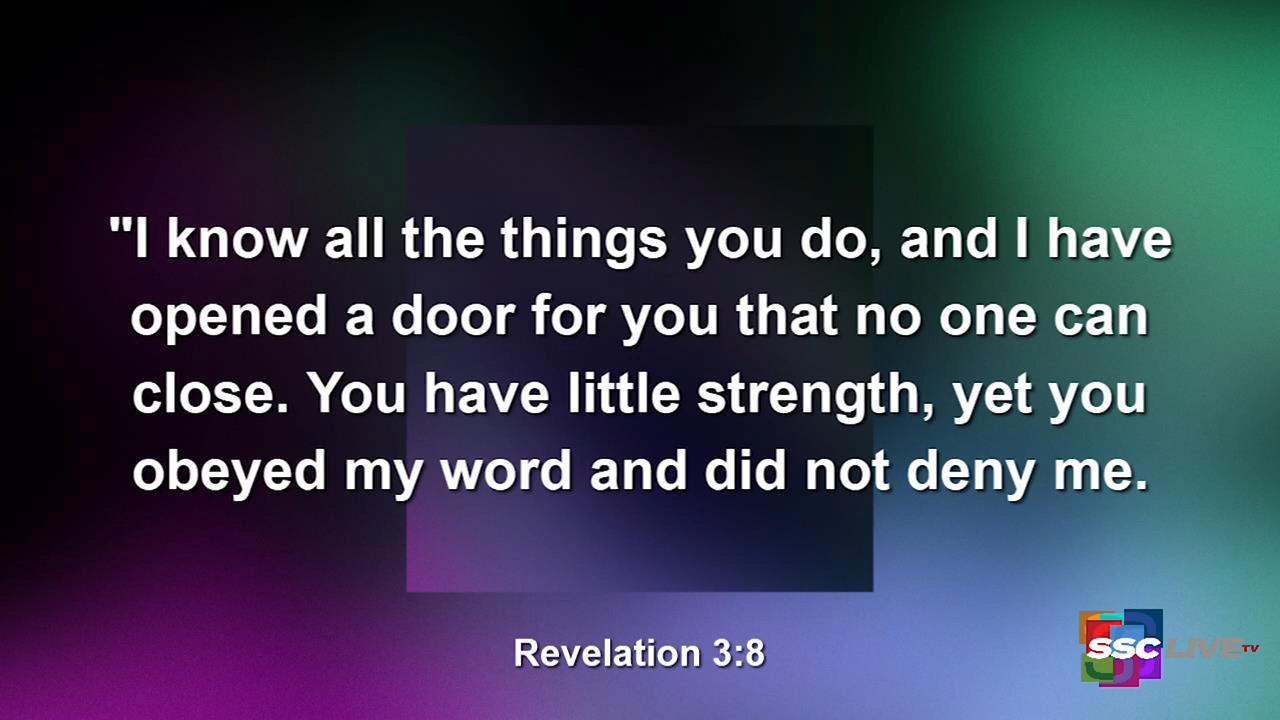 "I know all the things you do, and I have
opened a door for you that no one can
close. You have little strength, yet you
obeyed my word and did not deny me.
Revelation 3:8
SSC LIVE TV